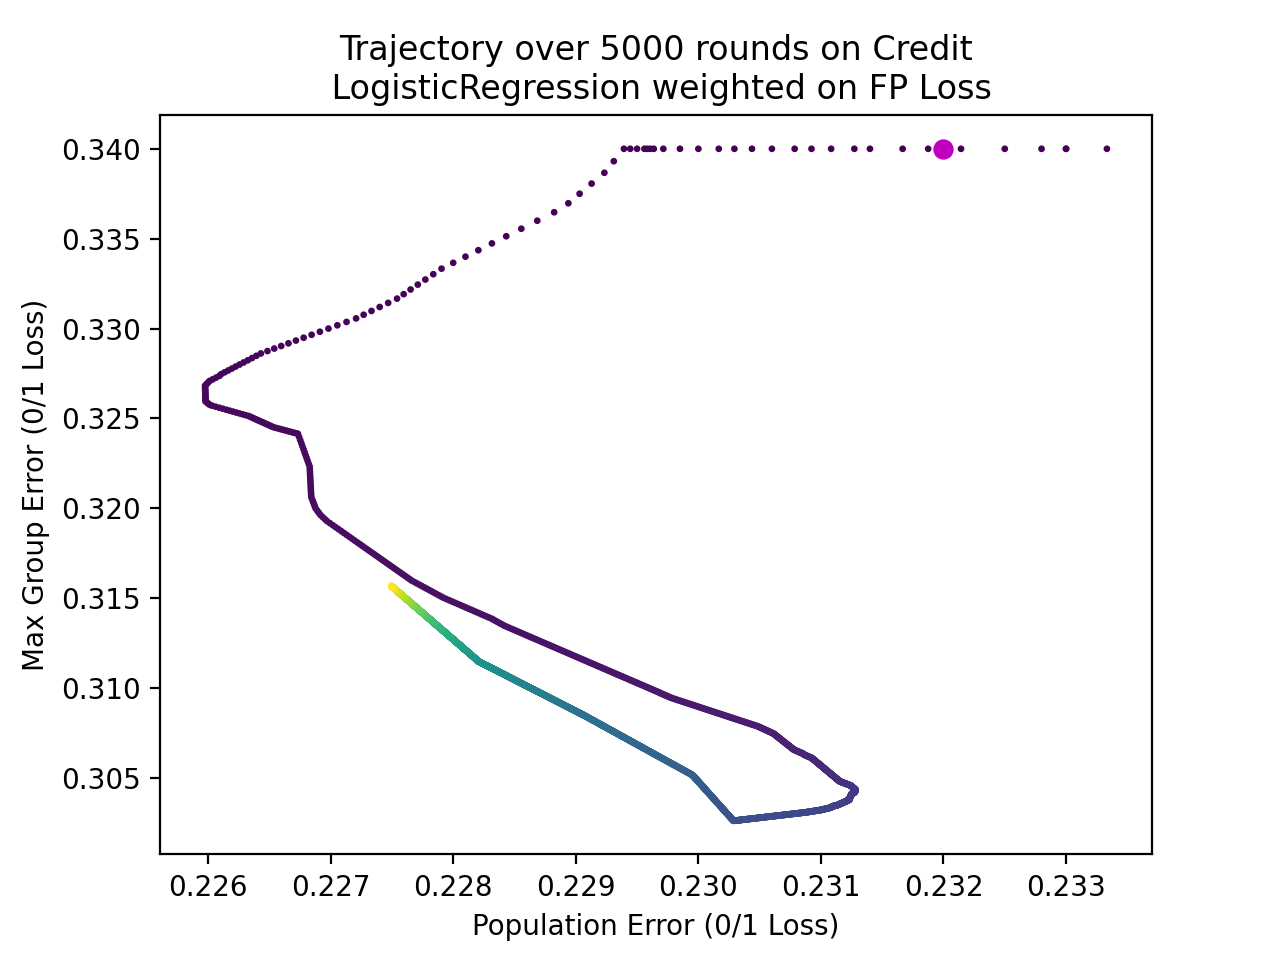 Trajectory over 5000 rounds on Credit
LogisticRegression weighted on FP Loss
Max Group Error (0/1 Loss)
0.340
0.335
0.330
0.325
0.320
0.315
0.310
0.305
0.226 0.227 0.228 0.229 0.230 0.231 0.232 0.233
Population Error (0/1 Loss)